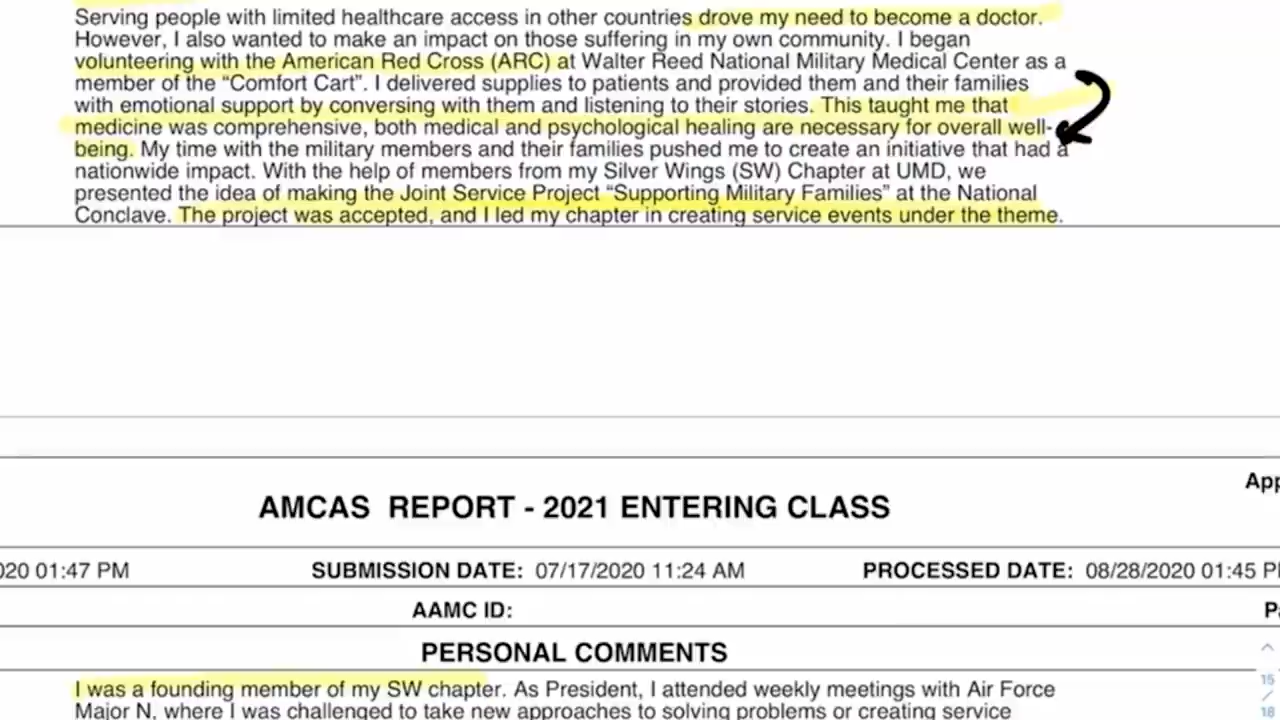 Serving people with limited healthcare access in other countries drove my need to become a doctor.
However, I also wanted to make an impact on those suffering in my own community. I began
volunteering with the American Red Cross (ARC) at Walter Reed National Military Medical Center as a
member of the “Comfort Cart”. I delivered supplies to patients and provided them and their families
with emotional support by conversing with them and listening to their stories. This taught me that
medicine was comprehensive, both medical and psychological healing are necessary for overall well-
being. My time with the military members and their families pushed me to create an initiative that had a
nationwide impact. With the help of members from my Silver Wings (SW) Chapter at UMD, we
presented the idea of making the Joint Service Project “Supporting Military Families” at the National
Conclave. The project was accepted, and I led my chapter in creating service events under the theme.
App
AMCAS REPORT - 2021 ENTERING CLASS
020 01:47 PM SUBMISSION DATE: 07/17/2020 11:24 AM PROCESSED DATE: 08/28/2020 01:45 P
AAMC ID:
PERSONAL COMMENTS
I was a founding member of my SW chapter. As President, I attended weekly meetings with Air Force
Major N, where I was challenged to take new approaches to solving problems or creating service
15
/
18